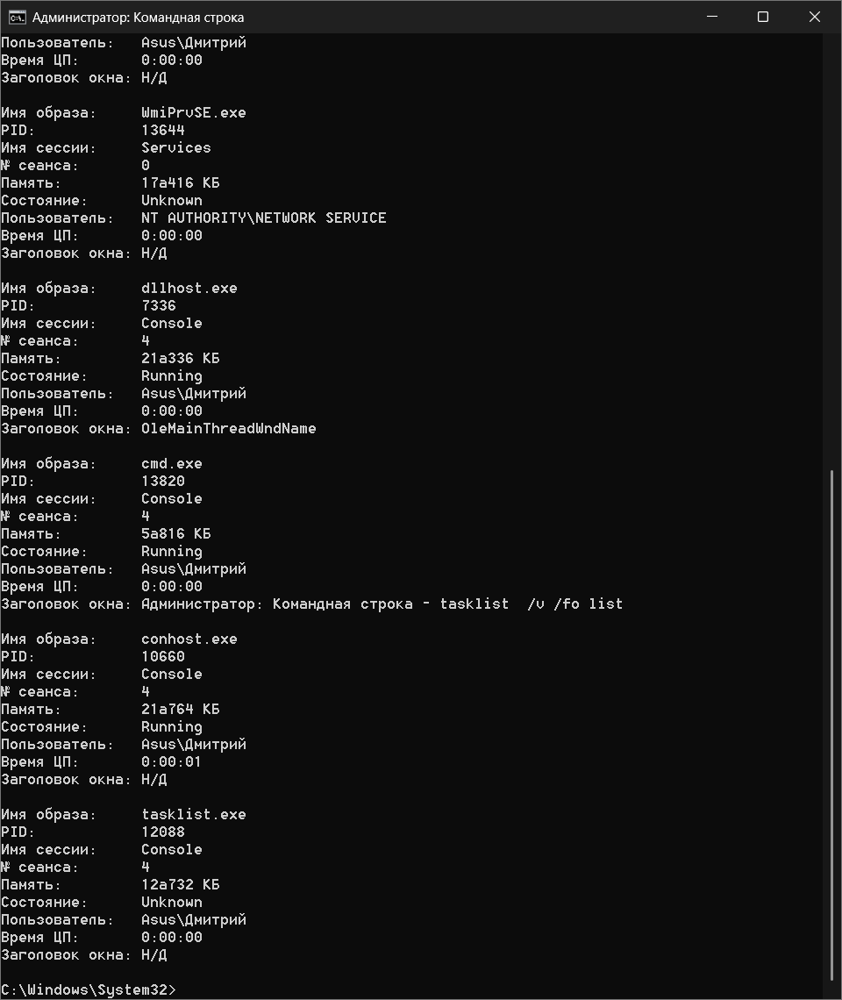 Администратор: Командная строка
Пользователь: Asus\Дмитрий
Время ЦП: 0:00:00
Заголовок окна: Н/Д
Имя образа: WmiPrvSE.exe
PID: 13644
Имя сессии: Services
№ сеанса: 0
Память: 17а416 КБ
Состояние: Unknown
Пользователь: NT AUTHORITY\NETWORK SERVICE
Время ЦП: 0:00:00
Заголовок окна: Н/Д
Имя образа: dllhost.exe
PID: 7336
Имя сессии: Console
№ сеанса: 4
Память: 21а336 КБ
Состояние: Running
Пользователь: Asus\Дмитрий
Время ЦП: 0:00:00
Заголовок окна: OleMainThreadWndName
Имя образа: cmd.exe
PID: 13820
Имя сессии: Console
№ сеанса: 4
Память: 5а816 КБ
Состояние: Running
Пользователь: Asus\Дмитрий
Время ЦП: 0:00:00
Заголовок окна: Администратор: Командная строка - tasklist  /v /fo list
Имя образа: conhost.exe
PID: 10660
Имя сессии: Console
№ сеанса: 4
Память: 21а764 КБ
Состояние: Running
Пользователь: Asus\Дмитрий
Время ЦП: 0:00:01
Заголовок окна: Н/Д
Имя образа: tasklist.exe
PID: 12088
Имя сессии: Console
№ сеанса: 4
Память: 12а732 КБ
Состояние: Unknown
Пользователь: Asus\Дмитрий
Время ЦП: 0:00:00
Заголовок окна: Н/Д
C:\Windows\System32>